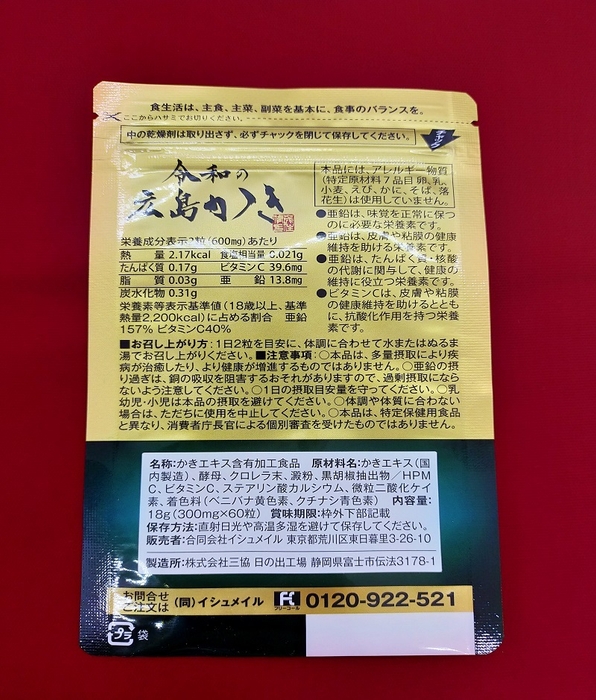 食生活は、主食、主菜、副菜を基本に、食事のバランスを。
ここからハサミでお切りください。
中の乾燥剤は取り出さず、必ずチャックを閉じて保存してください。
チャック
令和の
広島かき
本品には、アレルギー物質
(特定原材料7品目 卵、乳、
小麦、えび、かに、そば、落
花生)は使用していません。
●亜鉛は、味覚を正常に保つ
のに必要な栄養素です。
●亜鉛は、皮膚や粘膜の健康
維持を助ける栄養素です。
●亜鉛は、たんぱく質・核酸
の代謝に関与して、健康の
維持に役立つ栄養素です。
●ビタミンCは、皮膚や粘膜
の健康維持を助けるととも
に、抗酸化作用を持つ栄養
素です。
栄養成分表示2粒(600mg)あたり
熱 量 2.17kcal 食塩相当量 0.021g
たんぱく質 0.17g ビタミンC 39.6mg
脂 質 0.03g 亜 鉛 13.8mg
炭水化物 0.31g
栄養素等表示基準値(18歳以上、基準
熱量2,200kcal)に占める割合 亜鉛
157% ビタミンC40%
■お召し上がり方：1日2粒を目安に、体調に合わせて水またはぬるま
湯でお召し上がりください。■注意事項：○本品は、多量摂取により疾
病が治癒したり、より健康が増進するものではありません。○亜鉛の摂
り過ぎは、銅の吸収を阻害するおそれがありますので、過剰摂取になら
ないよう注意してください。○1日の摂取目安量を守ってください。○乳
幼児・小児は本品の摂取を避けてください。○体調や体質に合わない
場合は、ただちに使用を中止してください。○本品は、特定保健用食品
と異なり、消費者庁長官による個別審査を受けたものではありません。
名称:かきエキス含有加工食品 原材料名:かきエキス(国
内製造)、酵母、クロレラ末、澱粉、黒胡椒抽出物／HPM
C、ビタミンC、ステアリン酸カルシウム、微粒二酸化ケイ
素、着色料(ベニバナ黄色素、クチナシ青色素) 内容量:
18g(300mg×60粒) 賞味期限:枠外下部記載
保存方法:直射日光や高温多湿を避けて保存してください。
販売者:合同会社イシュメイル 東京都荒川区東日暮里3-26-10
製造所:株式会社三協 日の出工場 静岡県富士市伝法3178-1
お問合せ
ご注文は (同)イシュメイル フリーコール 0120-922-521
プラ 袋